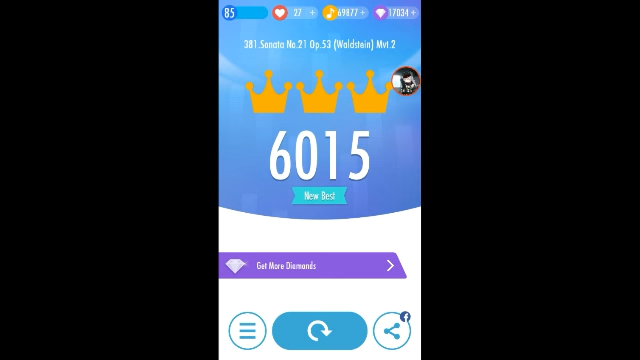 85 27 + 69877 + 17034 +
381.Sonata No.21 Op.53 (Waldstein) Mvt.2
6015
New Best
Get More Diamonds